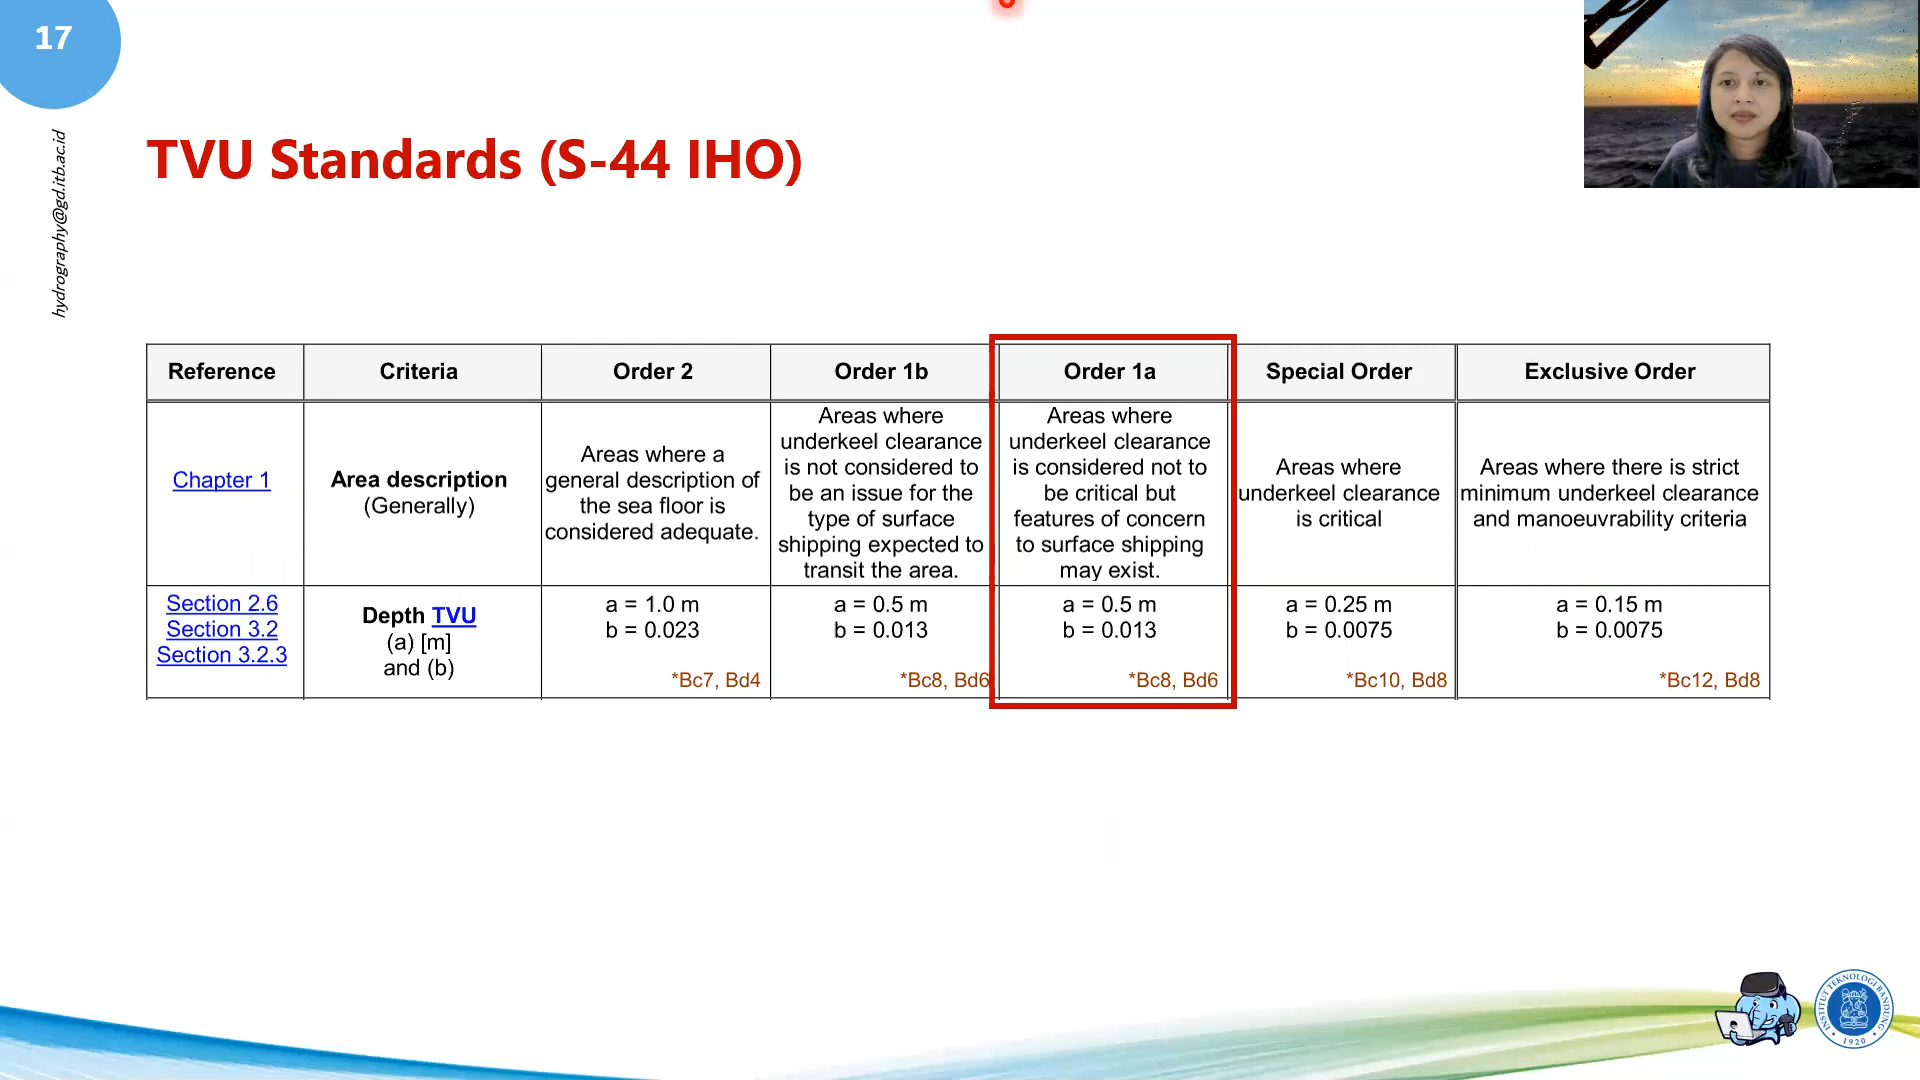 17
hydrography@gd.itb.ac.id
TVU Standards (S-44 IHO)
Reference
Criteria
Order 2
Order 1b
Order 1a
Special Order
Exclusive Order
Chapter 1
Area description
(Generally)
Areas where a
general description of
the sea floor is
considered adequate.
Areas where
underkeel clearance
is not considered to
be an issue for the
type of surface
shipping expected to
transit the area.
Areas where
underkeel clearance
is considered not to
be critical but
features of concern
to surface shipping
may exist.
Areas where
underkeel clearance
is critical
Areas where there is strict
minimum underkeel clearance
and manoeuvrability criteria
Section 2.6
Section 3.2
Section 3.2.3
Depth TVU
(a) [m]
and (b)
a = 1.0 m
b = 0.023
*Bc7, Bd4
a = 0.5 m
b = 0.013
*Bc8, Bd6
a = 0.5 m
b = 0.013
*Bc8, Bd6
a = 0.25 m
b = 0.0075
*Bc10, Bd8
a = 0.15 m
b = 0.0075
*Bc12, Bd8
INSTITUT TEKNOLOGI BANDUNG
1920